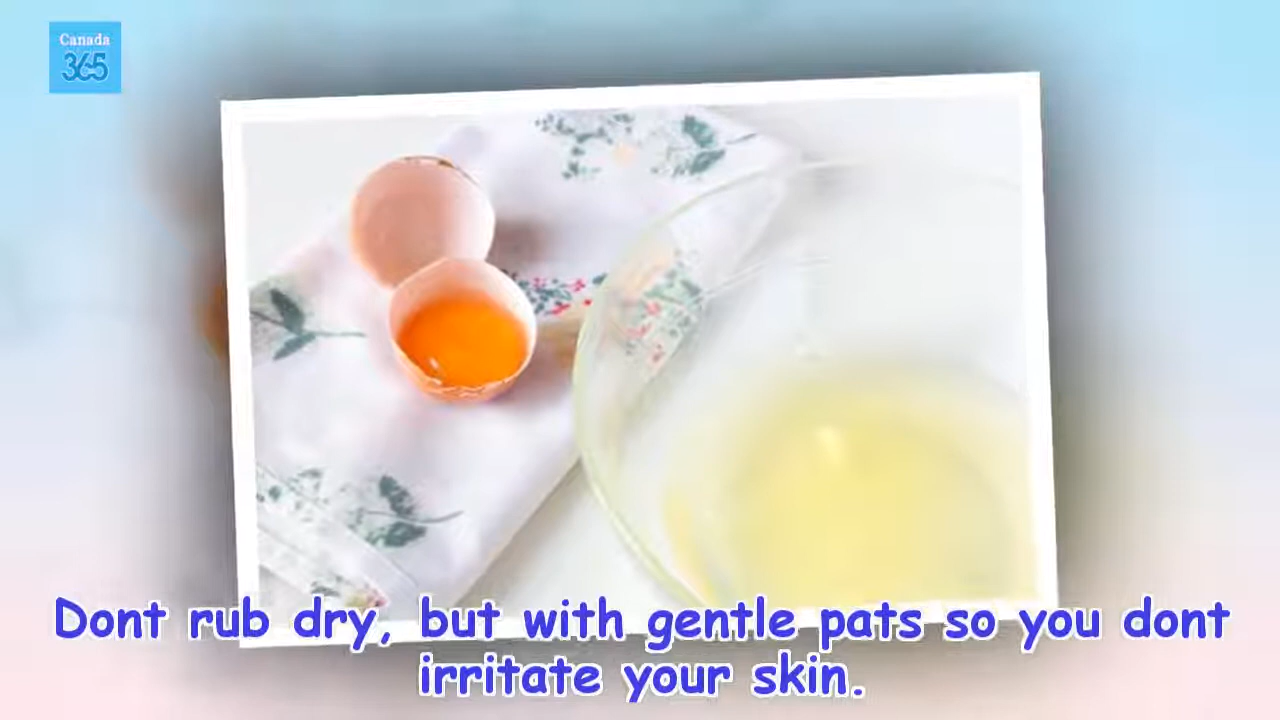 Canada
365
Dont rub dry, but with gentle pats so you dont
irritate your skin.